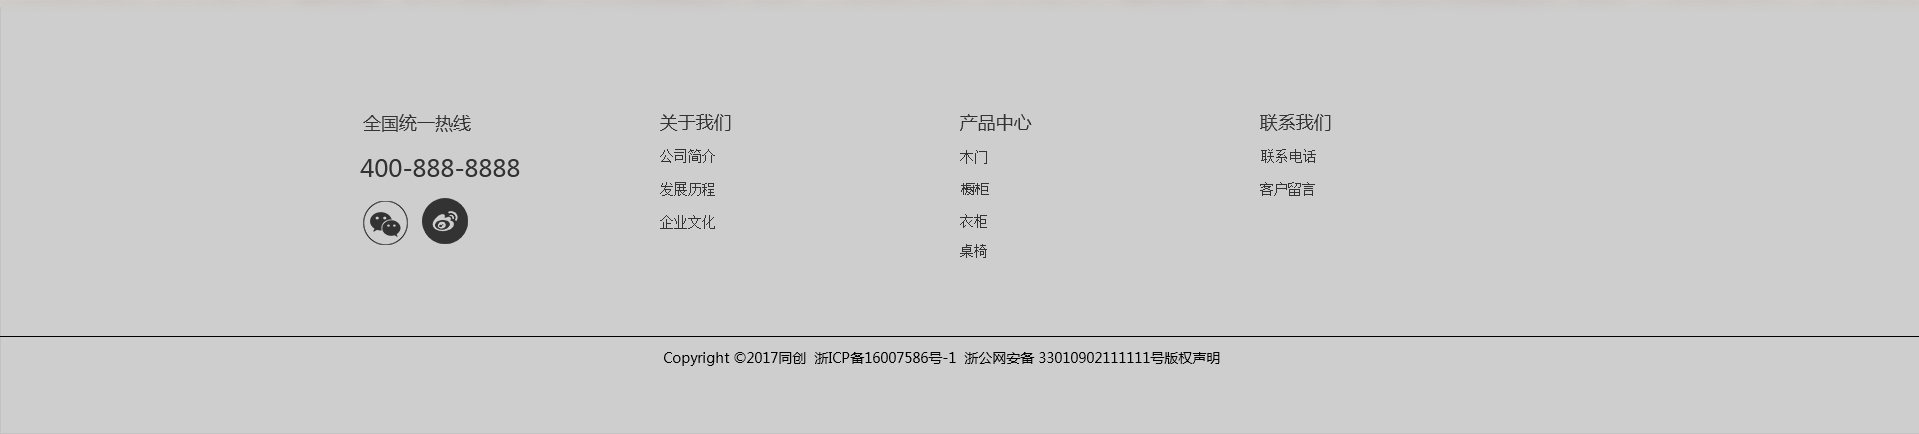 全国统一热线
400-888-8888
关于我们
公司简介
发展历程
企业文化
产品中心
木门
橱柜
衣柜
桌椅
联系我们
联系电话
客户留言
Copyright ©2017同创 浙ICP备16007586号-1 浙公网安备 33010902111111号版权声明